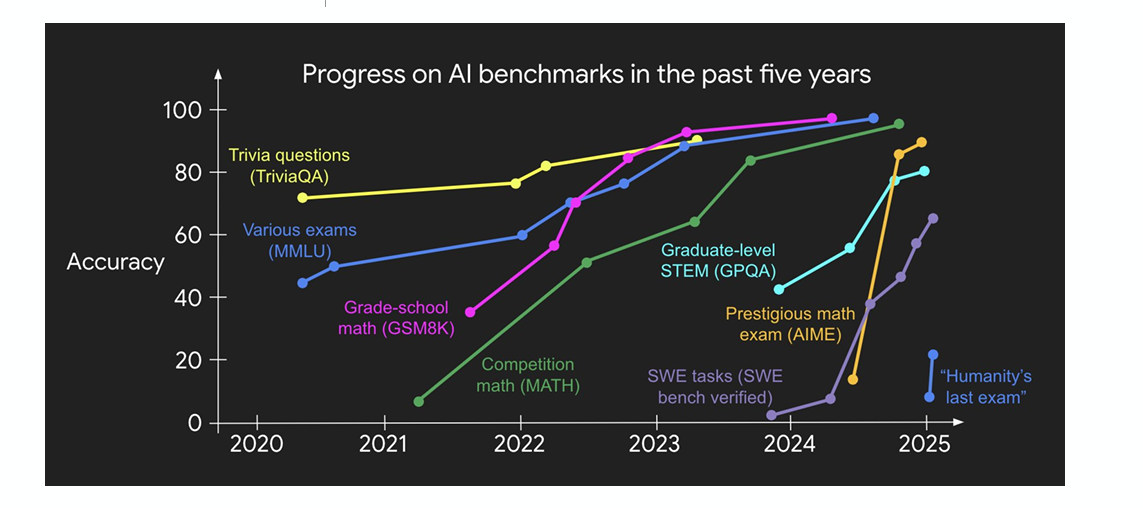 Progress on AI benchmarks in the past five years
100
80
60
40
20
0
Accuracy
Trivia questions
(TriviaQA)
Various exams
(MMLU)
Grade-school
math (GSM8K)
Competition
math (MATH)
Graduate-level
STEM (GPQA)
Prestigious math
exam (AIME)
SWE tasks (SWE
bench verified)
“Humanity’s
last exam”
2020
2021
2022
2023
2024
2025